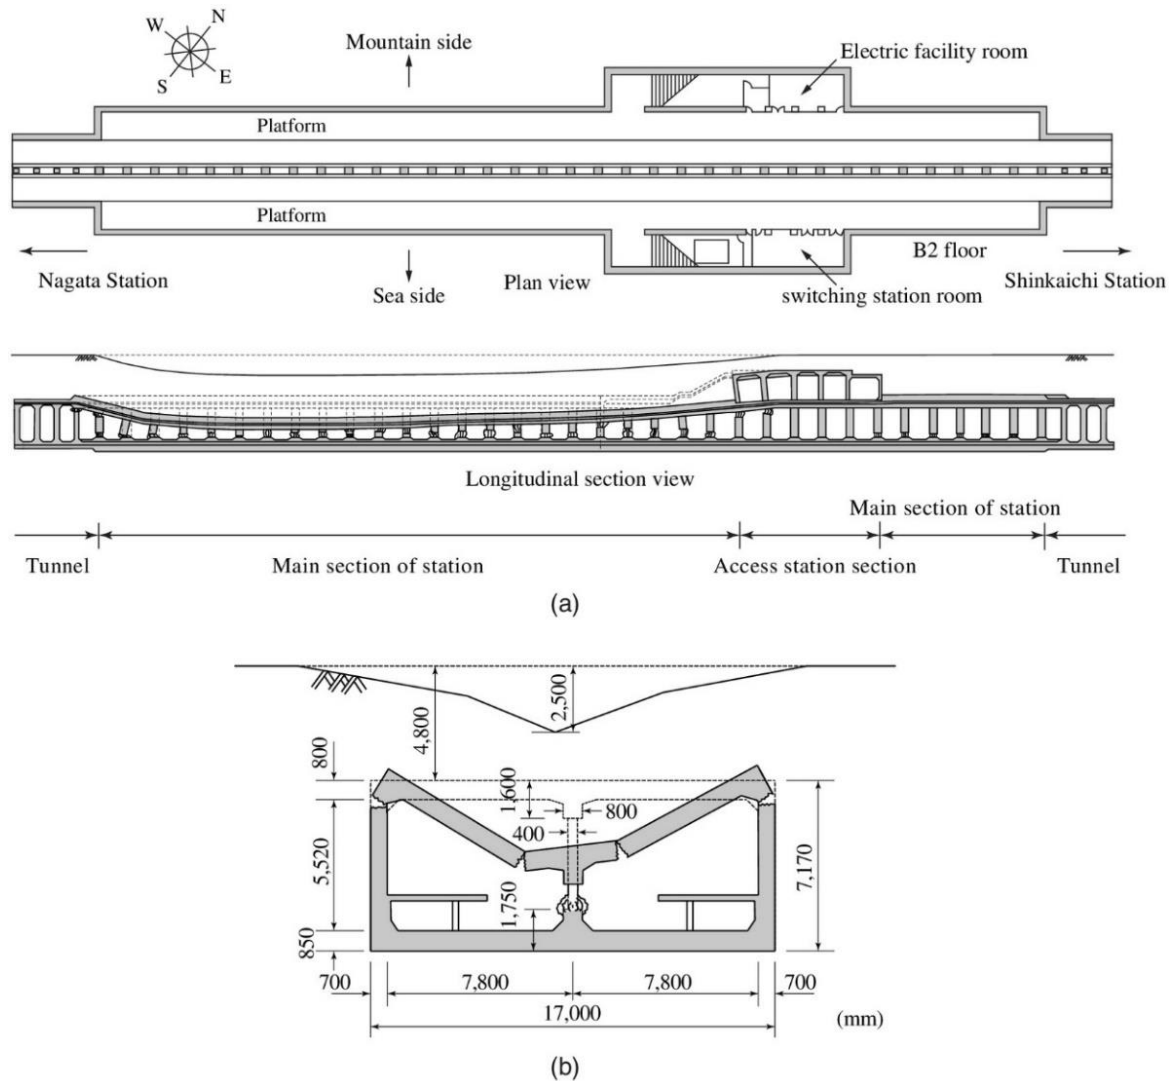 N
W
E
S
Mountain side
Electric facility room
Platform
Platform
B2 floor
Nagata Station
Sea side
Plan view
switching station room
Shinkaichi Station
Longitudinal section view
Main section of station
Tunnel
Main section of station
Access station section
Tunnel
(a)
2,500
4,800
800
1,600
800
400
5,520
7,170
1,750
850
700
7,800
7,800
700
17,000
(mm)
(b)